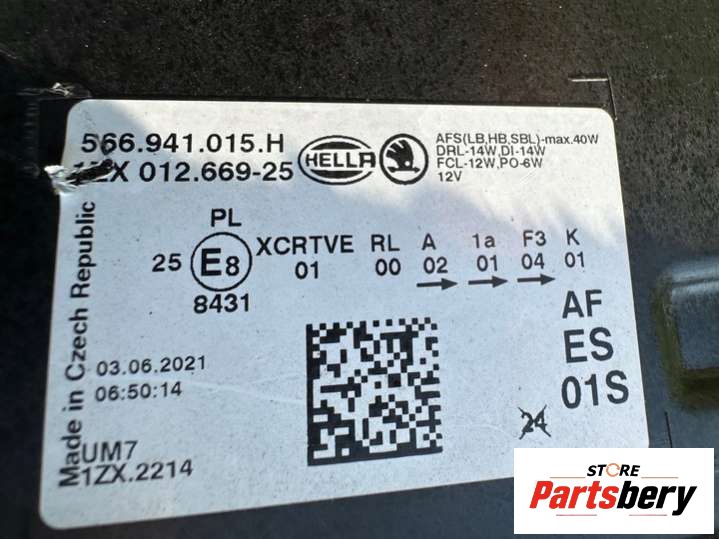 566.941.015.H
012.669-25
HELLA
AFS(LB,HB,SBL)-max.40W
DRL-14W,DI-14W
FCL-12W,PO-6W
12V
PL
25 E8 XCRTVE RL A 1a F3 K
01 00 02 01 04 01
8431
AF
ES
01S
Made in Czech Republic
03.06.2021
06:50:14
24
UM7
1ZX.2214
STORE
Partsbery